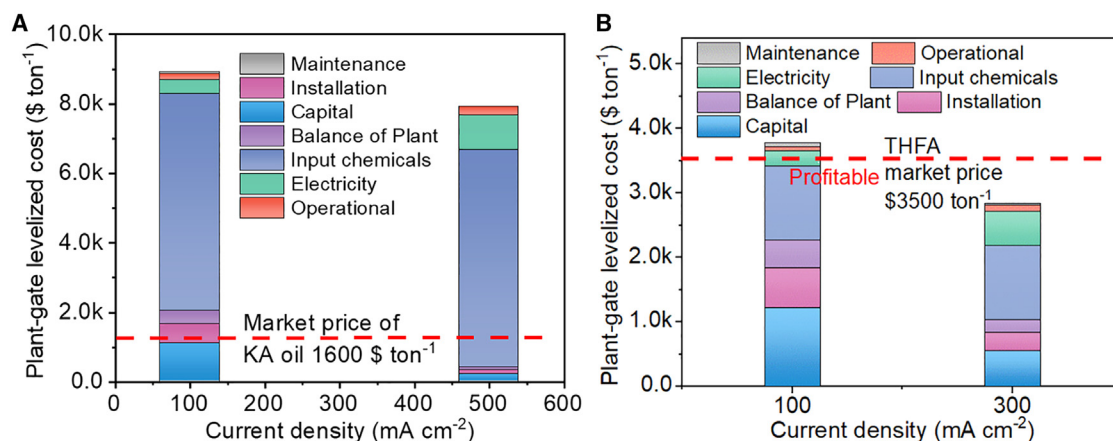 A
Plant-gate levelized cost ($ ton⁻¹)
10.0k
8.0k
6.0k
4.0k
2.0k
0.0
Maintenance
Installation
Capital
Balance of Plant
Input chemicals
Electricity
Operational
Market price of
KA oil 1600 $ ton⁻¹
0 100 200 300 400 500 600
Current density (mA cm⁻²)
B
Plant-gate levelized cost ($ ton⁻¹)
5.0k
4.0k
3.0k
2.0k
1.0k
0.0
Maintenance Operational
Electricity Input chemicals
Balance of Plant Installation
Capital
THFA
Profitable market price
$3500 ton⁻¹
100 300
Current density (mA cm⁻²)